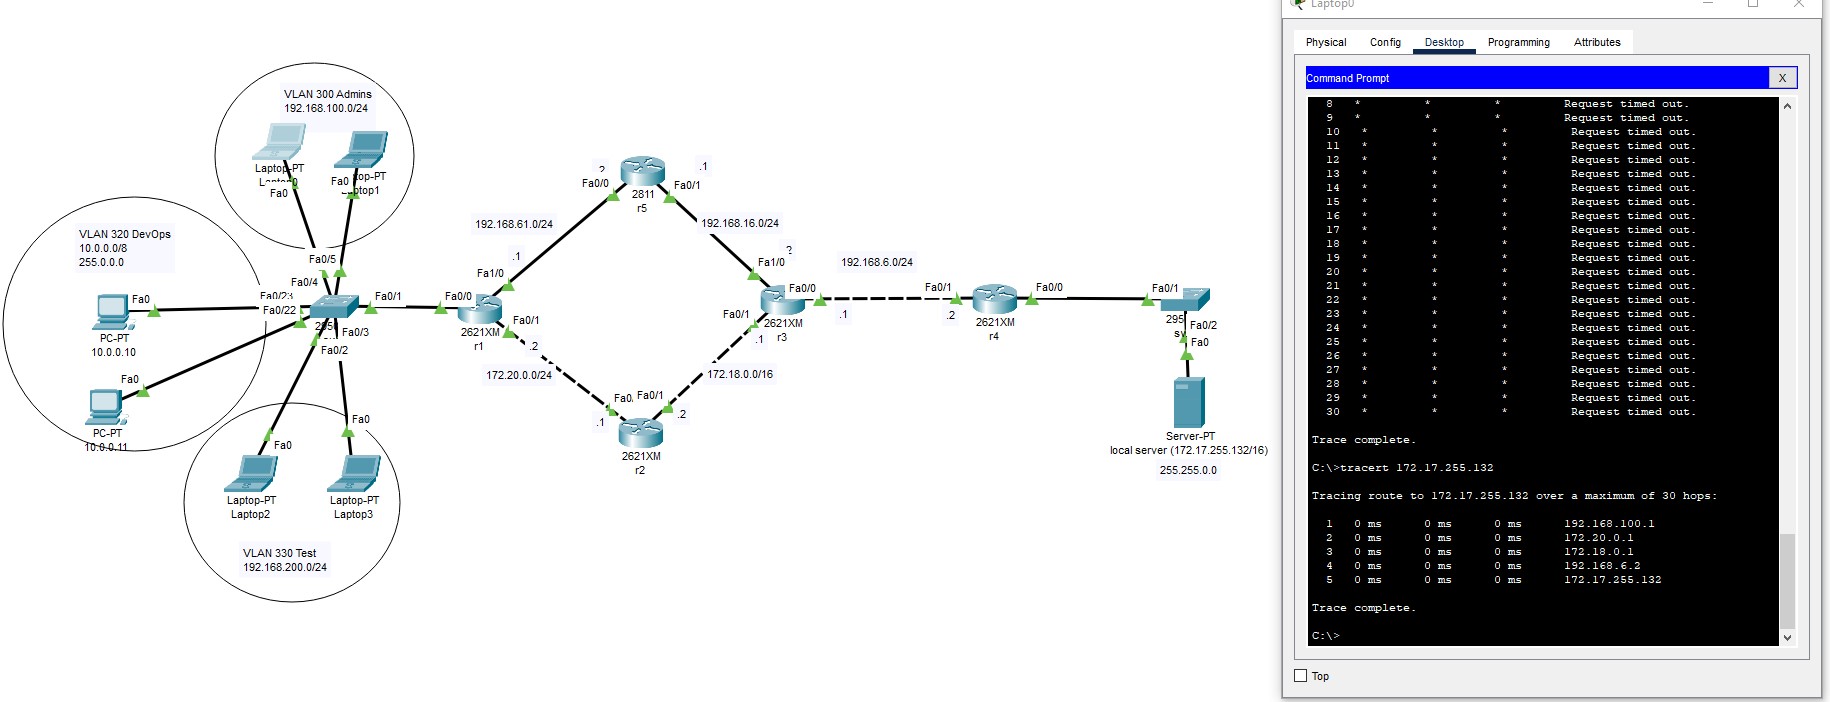 VLAN 300 Admins
192.168.100.0/24
Laptop-PT
Fa0
Fa0
VLAN 320 DevOps
10.0.0.0/8
255.0.0.0
Fa0
PC-PT
10.0.0.10
Fa0
PC-PT
10.0.0.11
Fa0/5
Fa0/4
Fa0/23
Fa0/22
Fa0/1
Fa0/3
Fa0/2
Fa0
Fa0
Laptop-PT
Laptop2
Laptop-PT
Laptop3
VLAN 330 Test
192.168.200.0/24
Fa0/0
Fa1/0
Fa0/1
2621XM
r1
.1
.2
192.168.61.0/24
172.20.0.0/24
Fa0/0
Fa0/1
.1
2811
r5
192.168.16.0/24
.1
Fa0/1
.2
2621XM
r2
172.18.0.0/16
Fa1/0
Fa0/0
Fa0/1
.1
.1
2621XM
r3
192.168.6.0/24
Fa0/1
.2
Fa0/0
2621XM
r4
Fa0/1
295
Fa0/2
Fa0
Server-PT
local server (172.17.255.132/16)
255.255.0.0
Laptop0
Physical Config Desktop Programming Attributes
Command Prompt
X
8 * * * Request timed out.
9 * * * Request timed out.
10 * * * Request timed out.
11 * * * Request timed out.
12 * * * Request timed out.
13 * * * Request timed out.
14 * * * Request timed out.
15 * * * Request timed out.
16 * * * Request timed out.
17 * * * Request timed out.
18 * * * Request timed out.
19 * * * Request timed out.
20 * * * Request timed out.
21 * * * Request timed out.
22 * * * Request timed out.
23 * * * Request timed out.
24 * * * Request timed out.
25 * * * Request timed out.
26 * * * Request timed out.
27 * * * Request timed out.
28 * * * Request timed out.
29 * * * Request timed out.
30 * * * Request timed out.
Trace complete.
C:\>tracert 172.17.255.132
Tracing route to 172.17.255.132 over a maximum of 30 hops:
1 0 ms 0 ms 0 ms 192.168.100.1
2 0 ms 0 ms 0 ms 172.20.0.1
3 0 ms 0 ms 0 ms 172.18.0.1
4 0 ms 0 ms 0 ms 192.168.6.2
5 0 ms 0 ms 0 ms 172.17.255.132
Trace complete.
C:\>
Top